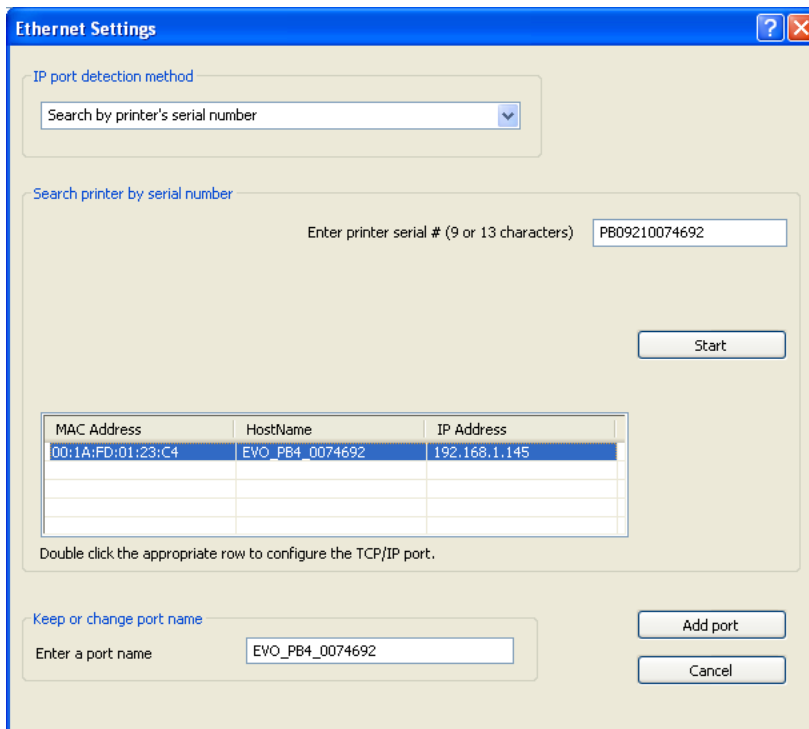 Ethernet Settings
IP port detection method
Search by printer's serial number
Search printer by serial number
Enter printer serial # (9 or 13 characters) PB09210074692
Start
MAC Address HostName IP Address
00:1A:FD:01:23:C4 EVO_PB4_0074692 192.168.1.145
Double click the appropriate row to configure the TCP/IP port.
Keep or change port name
Add port
Enter a port name EVO_PB4_0074692
Cancel